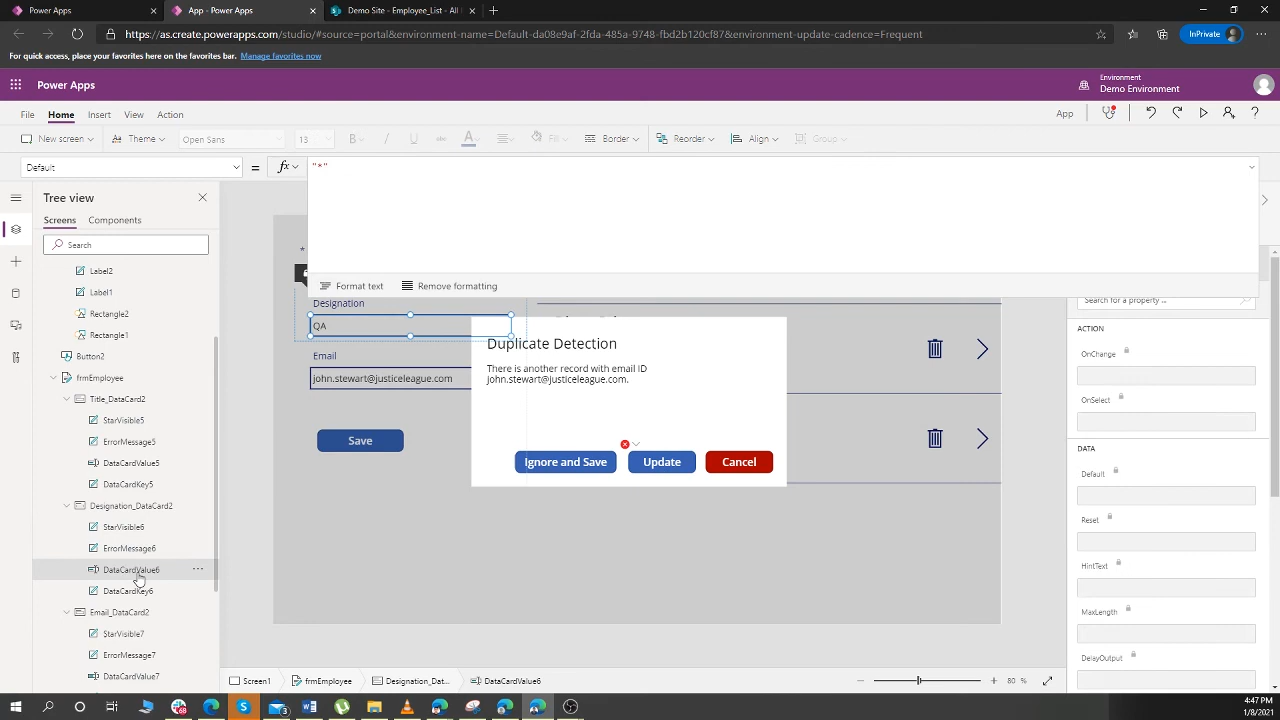 Power Apps
App - Power Apps
Demo Site - Employee_List - All
https://as.create.powerapps.com/studio/#source=portal&environment-name=Default-da08e9af-2fda-485a-9748-fbd2b120cf87&environment-update-cadence=Frequent
InPrivate
For quick access, place your favorites here on the favorites bar. Manage favorites now
Power Apps
Environment
Demo Environment
File Home Insert View Action
App
New screen Theme Open Sans 13 B I U abc A Fill Border Reorder Align Group
Default = fx "*"
Tree view
Screens Components
Search
Label2
Label1
Rectangle2
Rectangle1
Button2
frmEmployee
Title_DataCard2
StarVisible5
ErrorMessage5
DataCardValue5
DataCardKey5
Designation_DataCard2
StarVisible6
ErrorMessage6
DataCardValue6
DataCardKey6
Email_DataCard2
StarVisible7
ErrorMessage7
DataCardValue7
Format text Remove formatting
*
Designation
QA
Email
john.stewart@justiceleague.com
Save
Duplicate Detection
There is another record with email ID
john.stewart@justiceleague.com.
Ignore and Save Update Cancel
Search for a property ...
ACTION
OnChange
OnSelect
DATA
Default
Reset
HintText
MaxLength
DelayOutput
Screen1 frmEmployee Designation_Dat... DataCardValue6
80 %
4:47 PM
1/8/2021